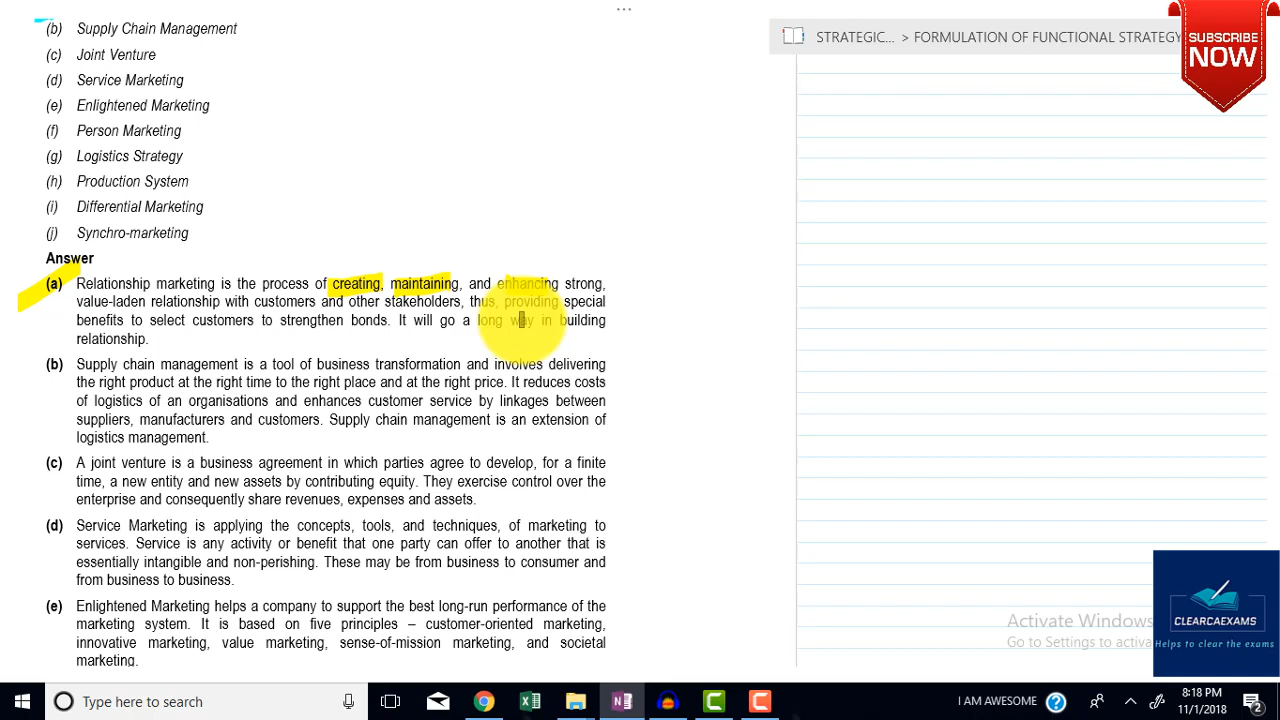 ...
(b) Supply Chain Management
(c) Joint Venture
(d) Service Marketing
(e) Enlightened Marketing
(f) Person Marketing
(g) Logistics Strategy
(h) Production System
(i) Differential Marketing
(j) Synchro-marketing
Answer
(a) Relationship marketing is the process of creating, maintaining, and enhancing strong,
value-laden relationship with customers and other stakeholders, thus, providing special
benefits to select customers to strengthen bonds. It will go a long way in building
relationship.
(b) Supply chain management is a tool of business transformation and involves delivering
the right product at the right time to the right place and at the right price. It reduces costs
of logistics of an organisations and enhances customer service by linkages between
suppliers, manufacturers and customers. Supply chain management is an extension of
logistics management.
(c) A joint venture is a business agreement in which parties agree to develop, for a finite
time, a new entity and new assets by contributing equity. They exercise control over the
enterprise and consequently share revenues, expenses and assets.
(d) Service Marketing is applying the concepts, tools, and techniques, of marketing to
services. Service is any activity or benefit that one party can offer to another that is
essentially intangible and non-perishing. These may be from business to consumer and
from business to business.
(e) Enlightened Marketing helps a company to support the best long-run performance of the
marketing system. It is based on five principles – customer-oriented marketing,
innovative marketing, value marketing, sense-of-mission marketing, and societal
marketing.
STRATEGIC... > FORMULATION OF FUNCTIONAL STRATEGY
SUBSCRIBE
NOW
Activate Windows
Go to Settings to activa
CLEARCAEXAMS
Helps to clear the exams
Type here to search
I AM AWESOME
8:18 PM
11/1/2018
2